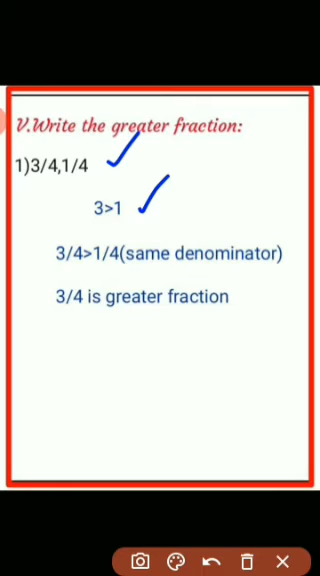 V.Write the greater fraction:
1)3/4,1/4
3>1
3/4>1/4(same denominator)
3/4 is greater fraction